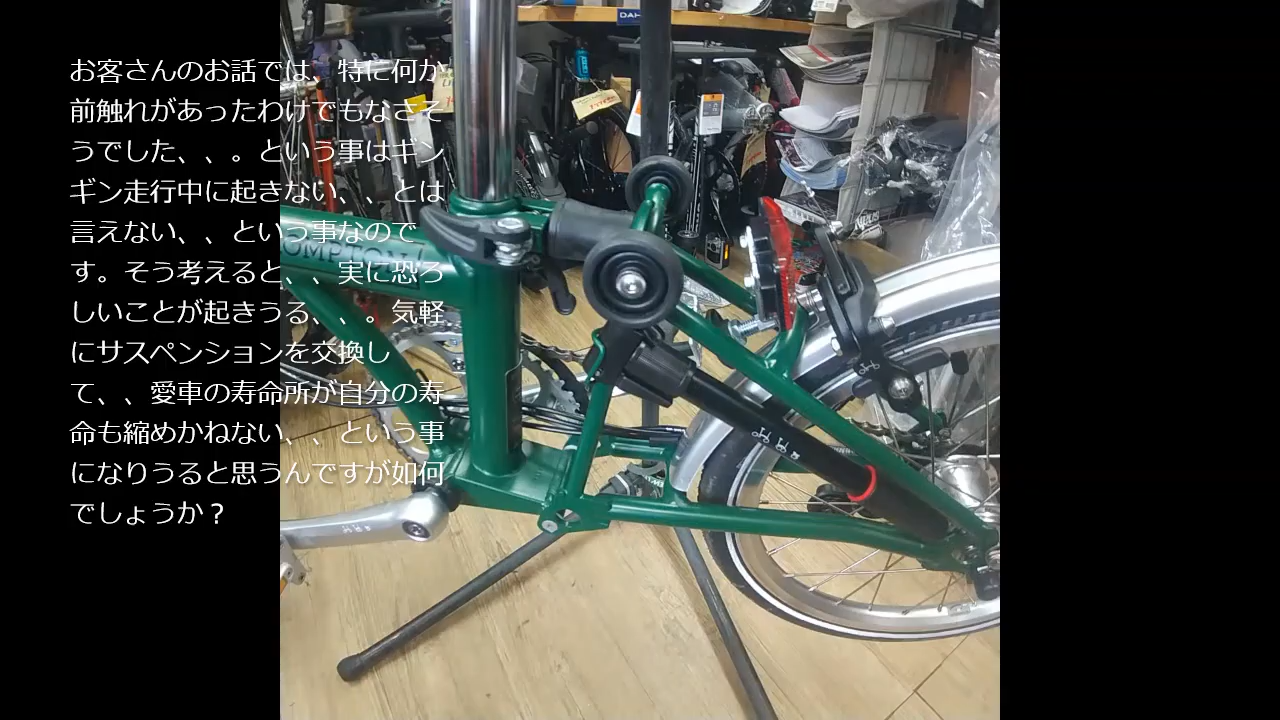 お客さんのお話では、特に何か
前触れがあったわけでもなさそ
うでした、、。という事はギン
ギン走行中に起きない、、とは
言えない、、という事なので
す。そう考えると、、実に恐ろ
しいことが起きうる、、。気軽
にサスペンションを交換し
て、、愛車の寿命所が自分の寿
命も縮めかねない、、という事
になりうると思うんですが如何
でしょうか？
DAH
OMPTON